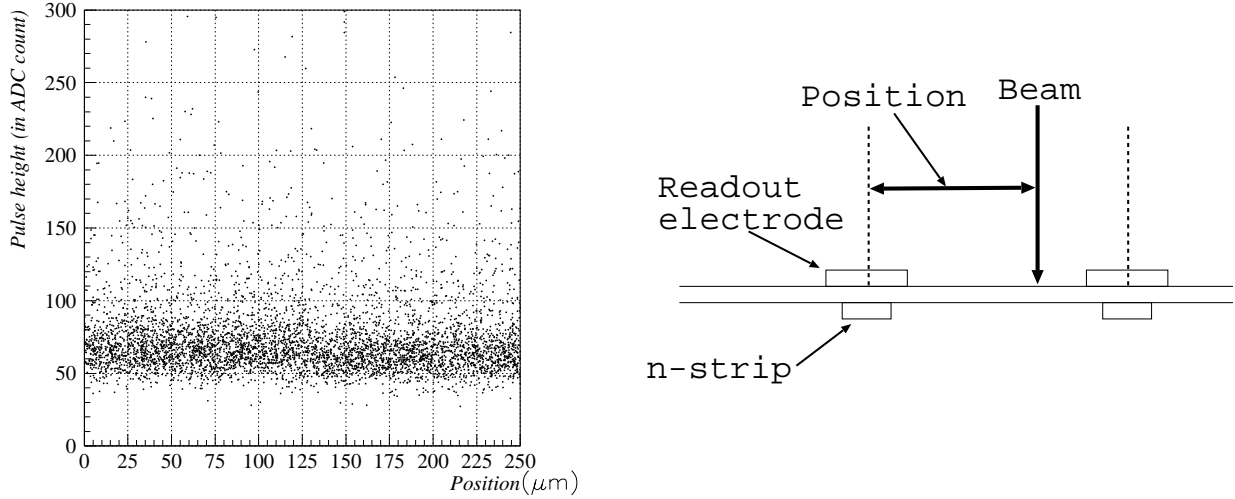 Pulse height (in ADC count)
300
250
200
150
100
50
0
0 25 50 75 100 125 150 175 200 225 250
Position(μm)
Position
Beam
Readout
electrode
n-strip